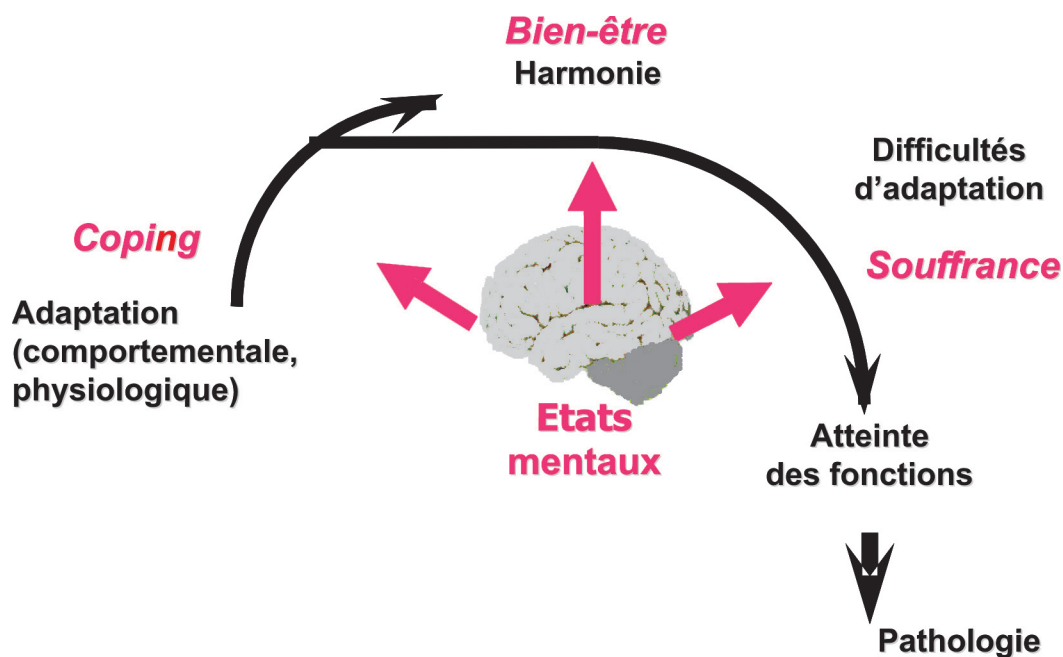 Bien-être
Harmonie
Difficultés
d’adaptation
Coping
Souffrance
Adaptation
(comportementale,
physiologique)
Etats
mentaux
Atteinte
des fonctions
Pathologie